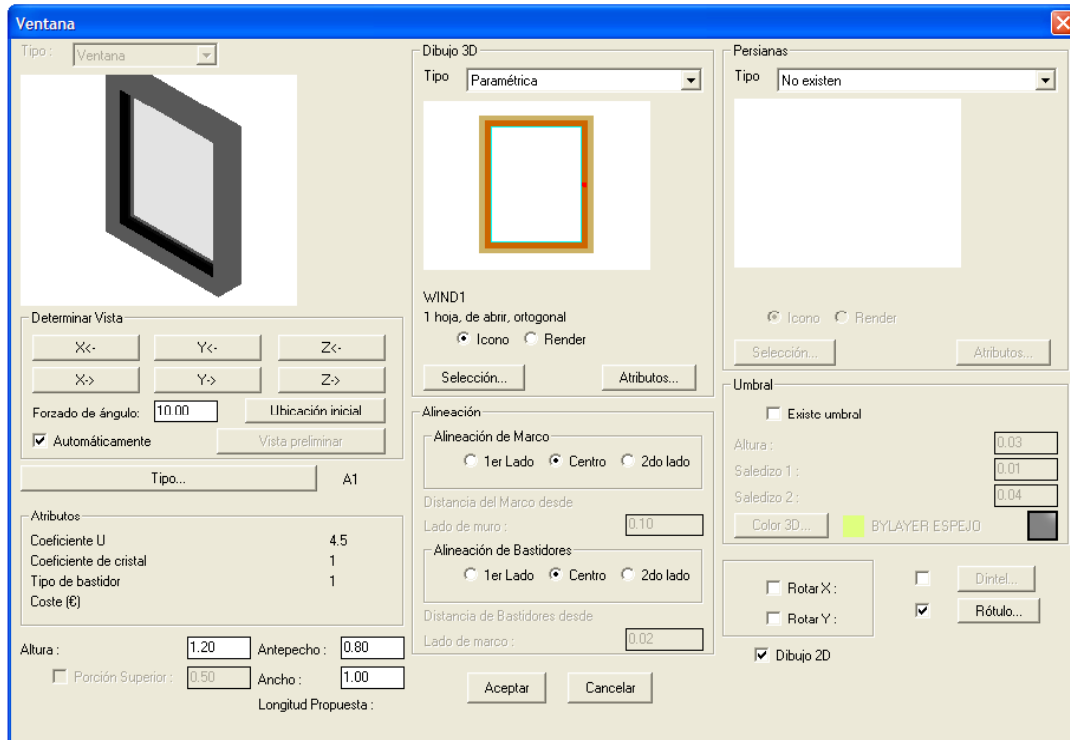 Ventana
Tipo :
Ventana
Determinar Vista
X<-
Y<-
Z<-
X->
Y->
Z->
Forzado de ángulo:
10.00
Ubicación inicial
Automáticamente
Vista preliminar
Tipo...
A1
Atributos
Coeficiente U
4.5
Coeficiente de cristal
1
Tipo de bastidor
1
Coste (€)
Altura :
1.20
Antepecho :
0.80
Porción Superior :
0.50
Ancho :
1.00
Longitud Propuesta :
Dibujo 3D
Tipo
Paramétrica
WIND1
1 hoja, de abrir, ortogonal
Icono
Render
Selección...
Atributos...
Alineación
Alineación de Marco
1er Lado
Centro
2do lado
Distancia del Marco desde
Lado de muro :
0.10
Alineación de Bastidores
1er Lado
Centro
2do lado
Distancia de Bastidores desde
Lado de marco :
0.02
Aceptar
Cancelar
Persianas
Tipo
No existen
Icono
Render
Selección...
Atributos...
Umbral
Existe umbral
Altura :
0.03
Saledizo 1 :
0.01
Saledizo 2 :
0.04
Color 3D...
BYLAYER ESPEJO
Rotar X :
Rotar Y :
Dintel...
Rótulo...
Dibujo 2D